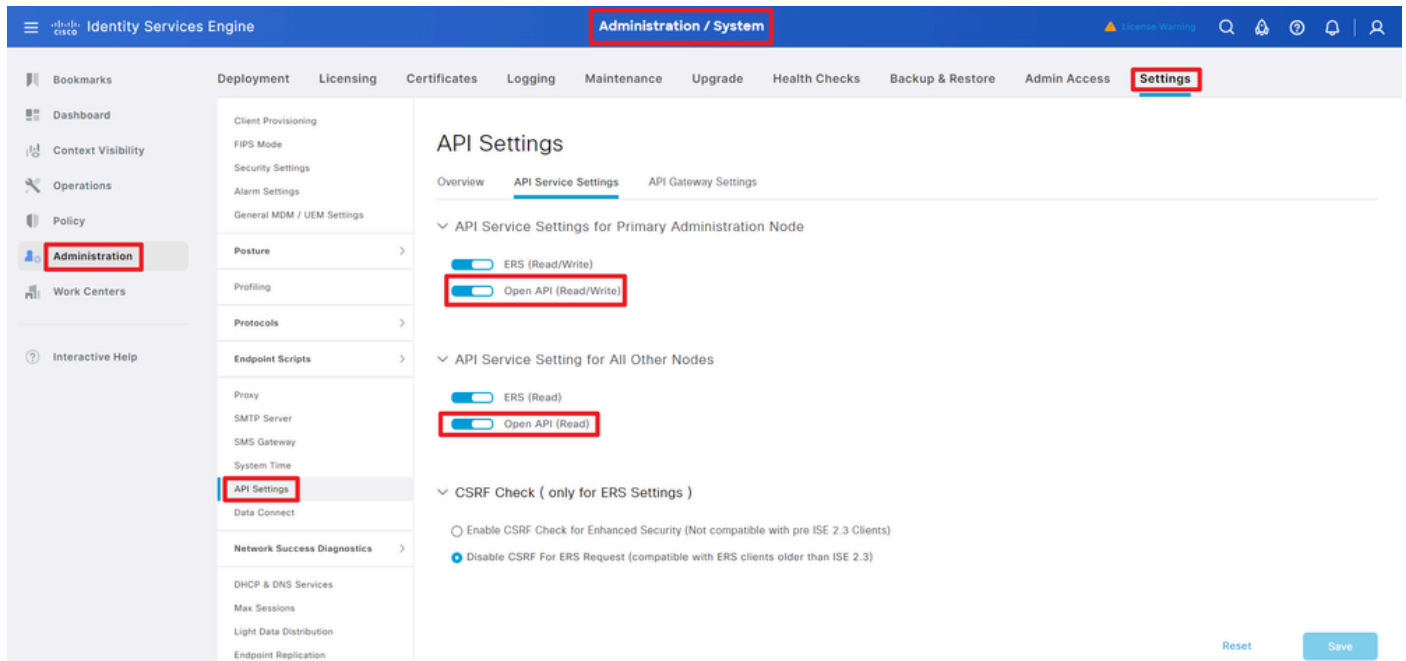 cisco Identity Services Engine
Administration / System
License Warning
Bookmarks
Dashboard
Context Visibility
Operations
Policy
Administration
Work Centers
Interactive Help
Deployment Licensing Certificates Logging Maintenance Upgrade Health Checks Backup & Restore Admin Access Settings
Client Provisioning
FIPS Mode
Security Settings
Alarm Settings
General MDM / UEM Settings
Posture
Profiling
Protocols
Endpoint Scripts
Proxy
SMTP Server
SMS Gateway
System Time
API Settings
Data Connect
Network Success Diagnostics
DHCP & DNS Services
Max Sessions
Light Data Distribution
Endpoint Replication
API Settings
Overview API Service Settings API Gateway Settings
API Service Settings for Primary Administration Node
ERS (Read/Write)
Open API (Read/Write)
API Service Setting for All Other Nodes
ERS (Read)
Open API (Read)
CSRF Check ( only for ERS Settings )
Enable CSRF Check for Enhanced Security (Not compatible with pre ISE 2.3 Clients)
Disable CSRF For ERS Request (compatible with ERS clients older than ISE 2.3)
Reset Save